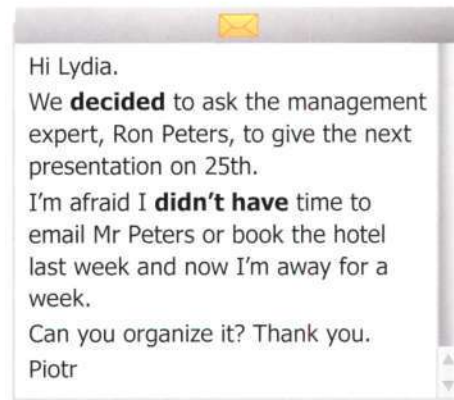 Hi Lydia.
We decided to ask the management
expert, Ron Peters, to give the next
presentation on 25th.
I'm afraid I didn't have time to
email Mr Peters or book the hotel
last week and now I'm away for a
week.
Can you organize it? Thank you.
Piotr